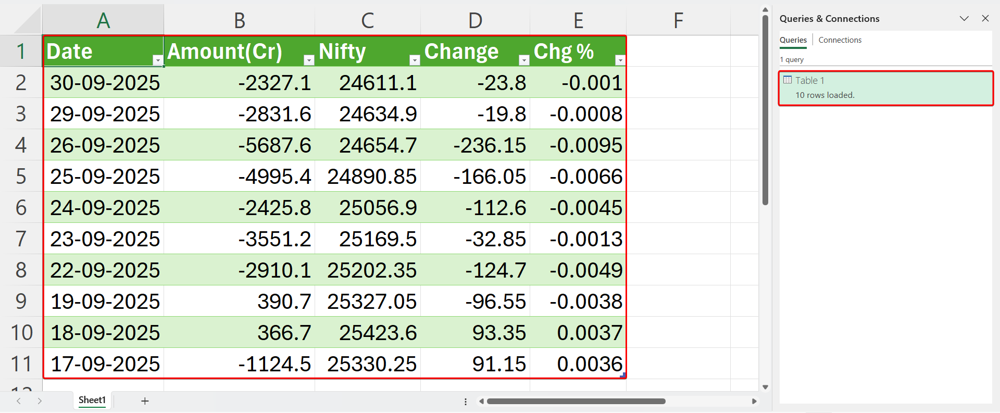 A B C D E F
1 Date Amount(Cr) Nifty Change Chg %
2 30-09-2025 -2327.1 24611.1 -23.8 -0.001
3 29-09-2025 -2831.6 24634.9 -19.8 -0.0008
4 26-09-2025 -5687.6 24654.7 -236.15 -0.0095
5 25-09-2025 -4995.4 24890.85 -166.05 -0.0066
6 24-09-2025 -2425.8 25056.9 -112.6 -0.0045
7 23-09-2025 -3551.2 25169.5 -32.85 -0.0013
8 22-09-2025 -2910.1 25202.35 -124.7 -0.0049
9 19-09-2025 390.7 25327.05 -96.55 -0.0038
10 18-09-2025 366.7 25423.6 93.35 0.0037
11 17-09-2025 -1124.5 25330.25 91.15 0.0036
12
Sheet1
Queries & Connections
Queries Connections
1 query
Table 1
10 rows loaded.